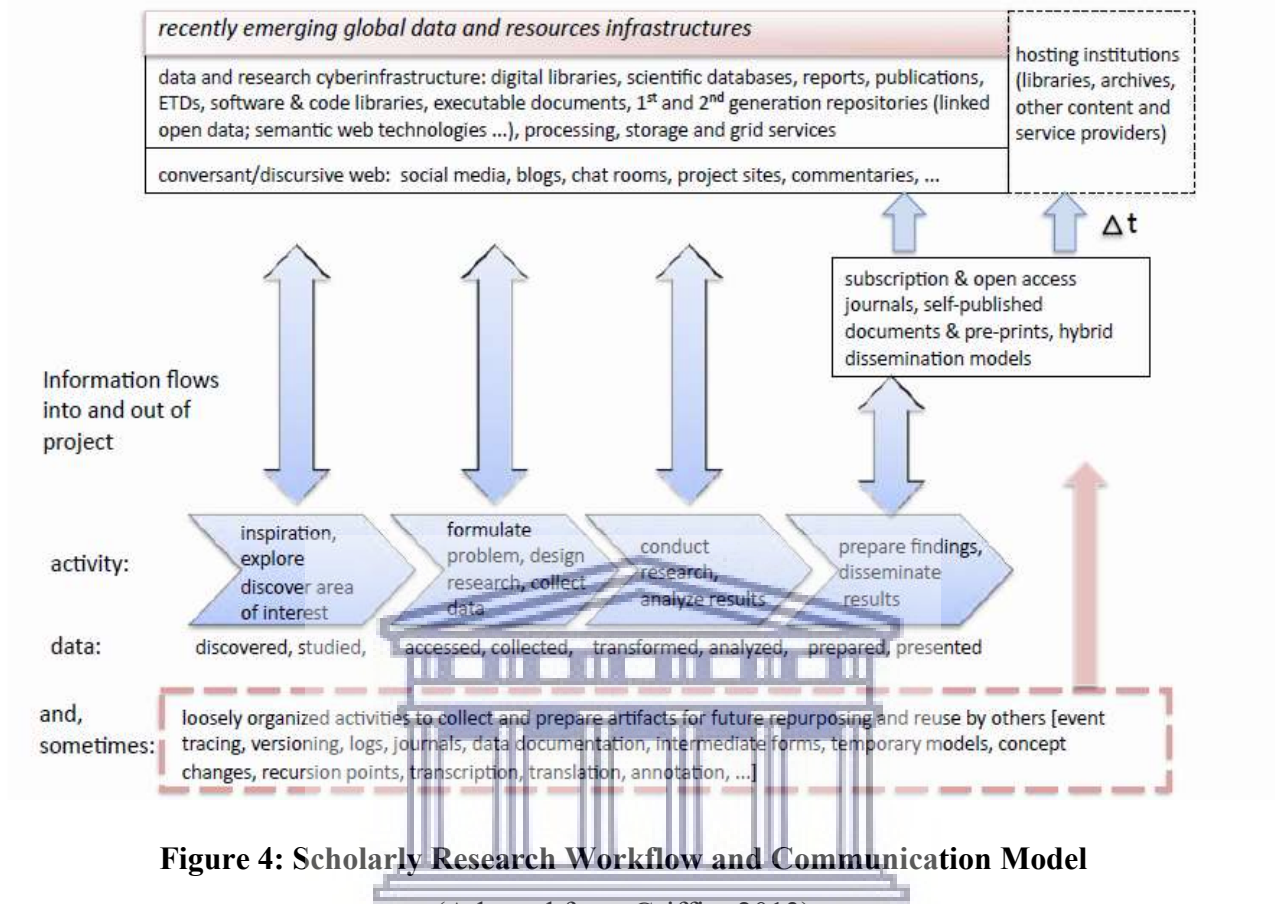 recently emerging global data and resources infrastructures
data and research cyberinfrastructure: digital libraries, scientific databases, reports, publications,
ETDs, software & code libraries, executable documents, 1st and 2nd generation repositories (linked
open data; semantic web technologies ...), processing, storage and grid services
conversant/discursive web: social media, blogs, chat rooms, project sites, commentaries, ...
hosting institutions
(libraries, archives,
other content and
service providers)
Δt
subscription & open access
journals, self-published
documents & pre-prints, hybrid
dissemination models
Information flows
into and out of
project
activity:
inspiration,
explore
discover area
of interest
formulate
problem, design
research, collect
data
conduct
research,
analyze results
prepare findings,
disseminate
results
data:
discovered, studied,
accessed, collected,
transformed, analyzed,
prepared, presented
and,
sometimes:
loosely organized activities to collect and prepare artifacts for future repurposing and reuse by others [event
tracing, versioning, logs, journals, data documentation, intermediate forms, temporary models, concept
changes, recursion points, transcription, translation, annotation, ...]
Figure 4: Scholarly Research Workflow and Communication Model